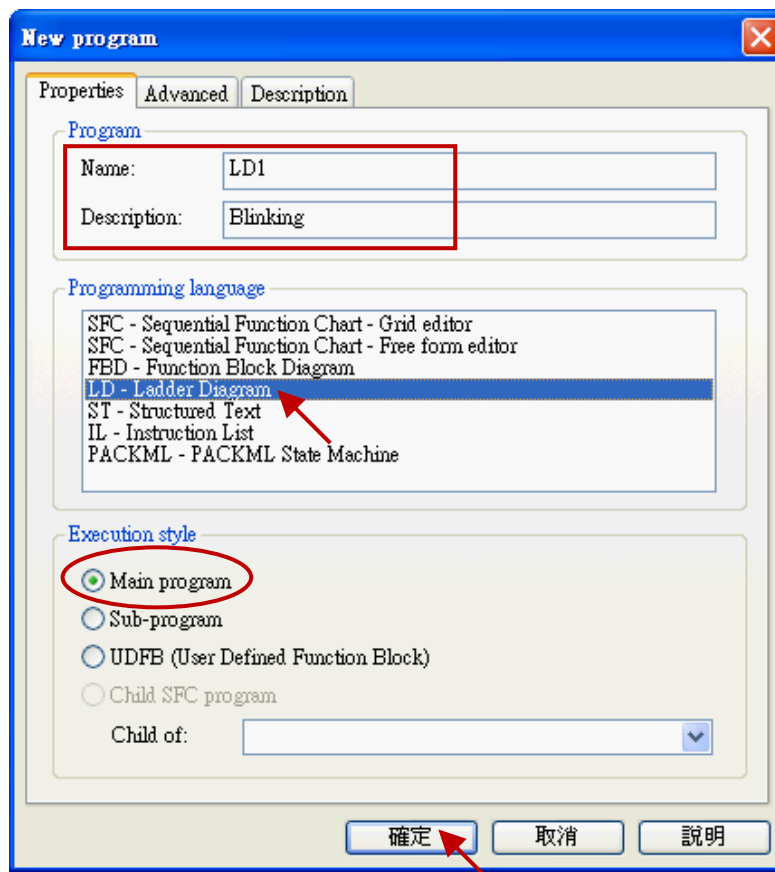 New program
Properties Advanced Description
Program
Name: LD1
Description: Blinking
Programming language
SFC - Sequential Function Chart - Grid editor
SFC - Sequential Function Chart - Free form editor
FBD - Function Block Diagram
LD - Ladder Diagram
ST - Structured Text
IL - Instruction List
PACKML - PACKML State Machine
Execution style
Main program
Sub-program
UDFB (User Defined Function Block)
Child SFC program
Child of:
確定 取消 說明